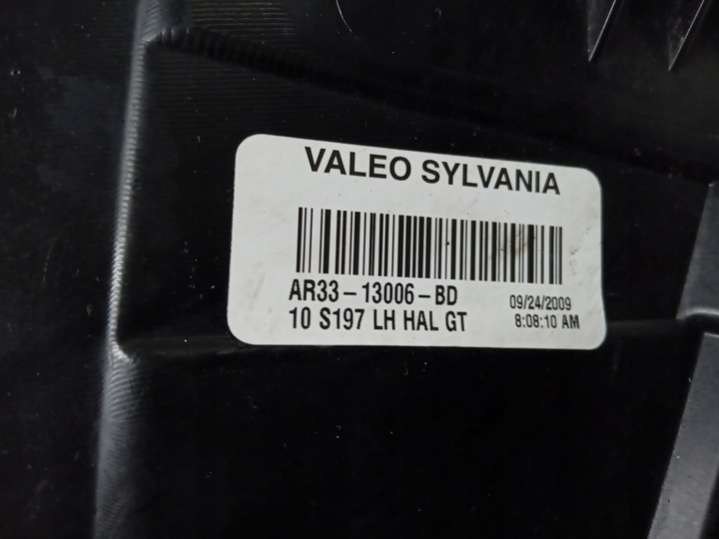 VALEO SYLVANIA
AR33-13006-BD
09/24/2009
10 S197 LH HAL GT
8:08:10 AM